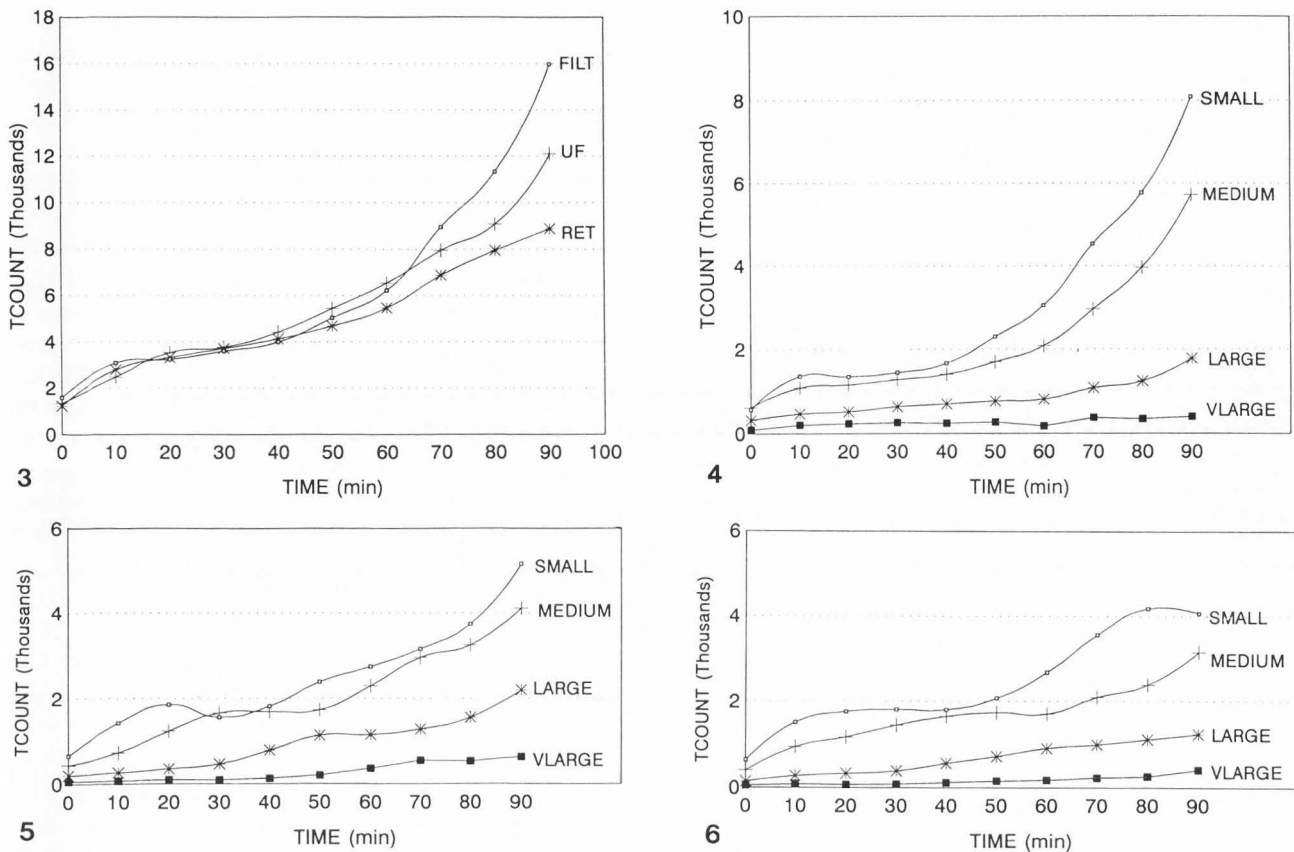 18
16
14
12
10
8
6
4
2
0
TCOUNT (Thousands)
FILT
UF
RET
0 10 20 30 40 50 60 70 80 90 100
TIME (min)
3
10
8
6
4
2
0
TCOUNT (Thousands)
SMALL
MEDIUM
LARGE
VLARGE
0 10 20 30 40 50 60 70 80 90
TIME (min)
4
6
4
2
0
TCOUNT (Thousands)
SMALL
MEDIUM
LARGE
VLARGE
0 10 20 30 40 50 60 70 80 90
TIME (min)
5
6
4
2
0
TCOUNT (Thousands)
SMALL
MEDIUM
LARGE
VLARGE
0 10 20 30 40 50 60 70 80 90
TIME (min)
6